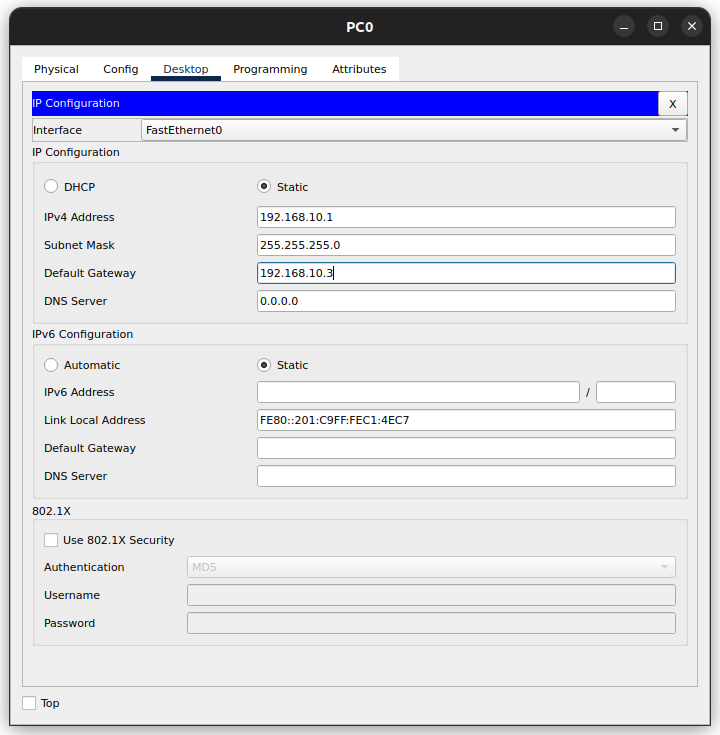 PC0
Physical Config Desktop Programming Attributes
IP Configuration X
Interface FastEthernet0
IP Configuration
DHCP Static
IPv4 Address 192.168.10.1
Subnet Mask 255.255.255.0
Default Gateway 192.168.10.3
DNS Server 0.0.0.0
IPv6 Configuration
Automatic Static
IPv6 Address /
Link Local Address FE80::201:C9FF:FEC1:4EC7
Default Gateway
DNS Server
802.1X
Use 802.1X Security
Authentication MD5
Username
Password
Top